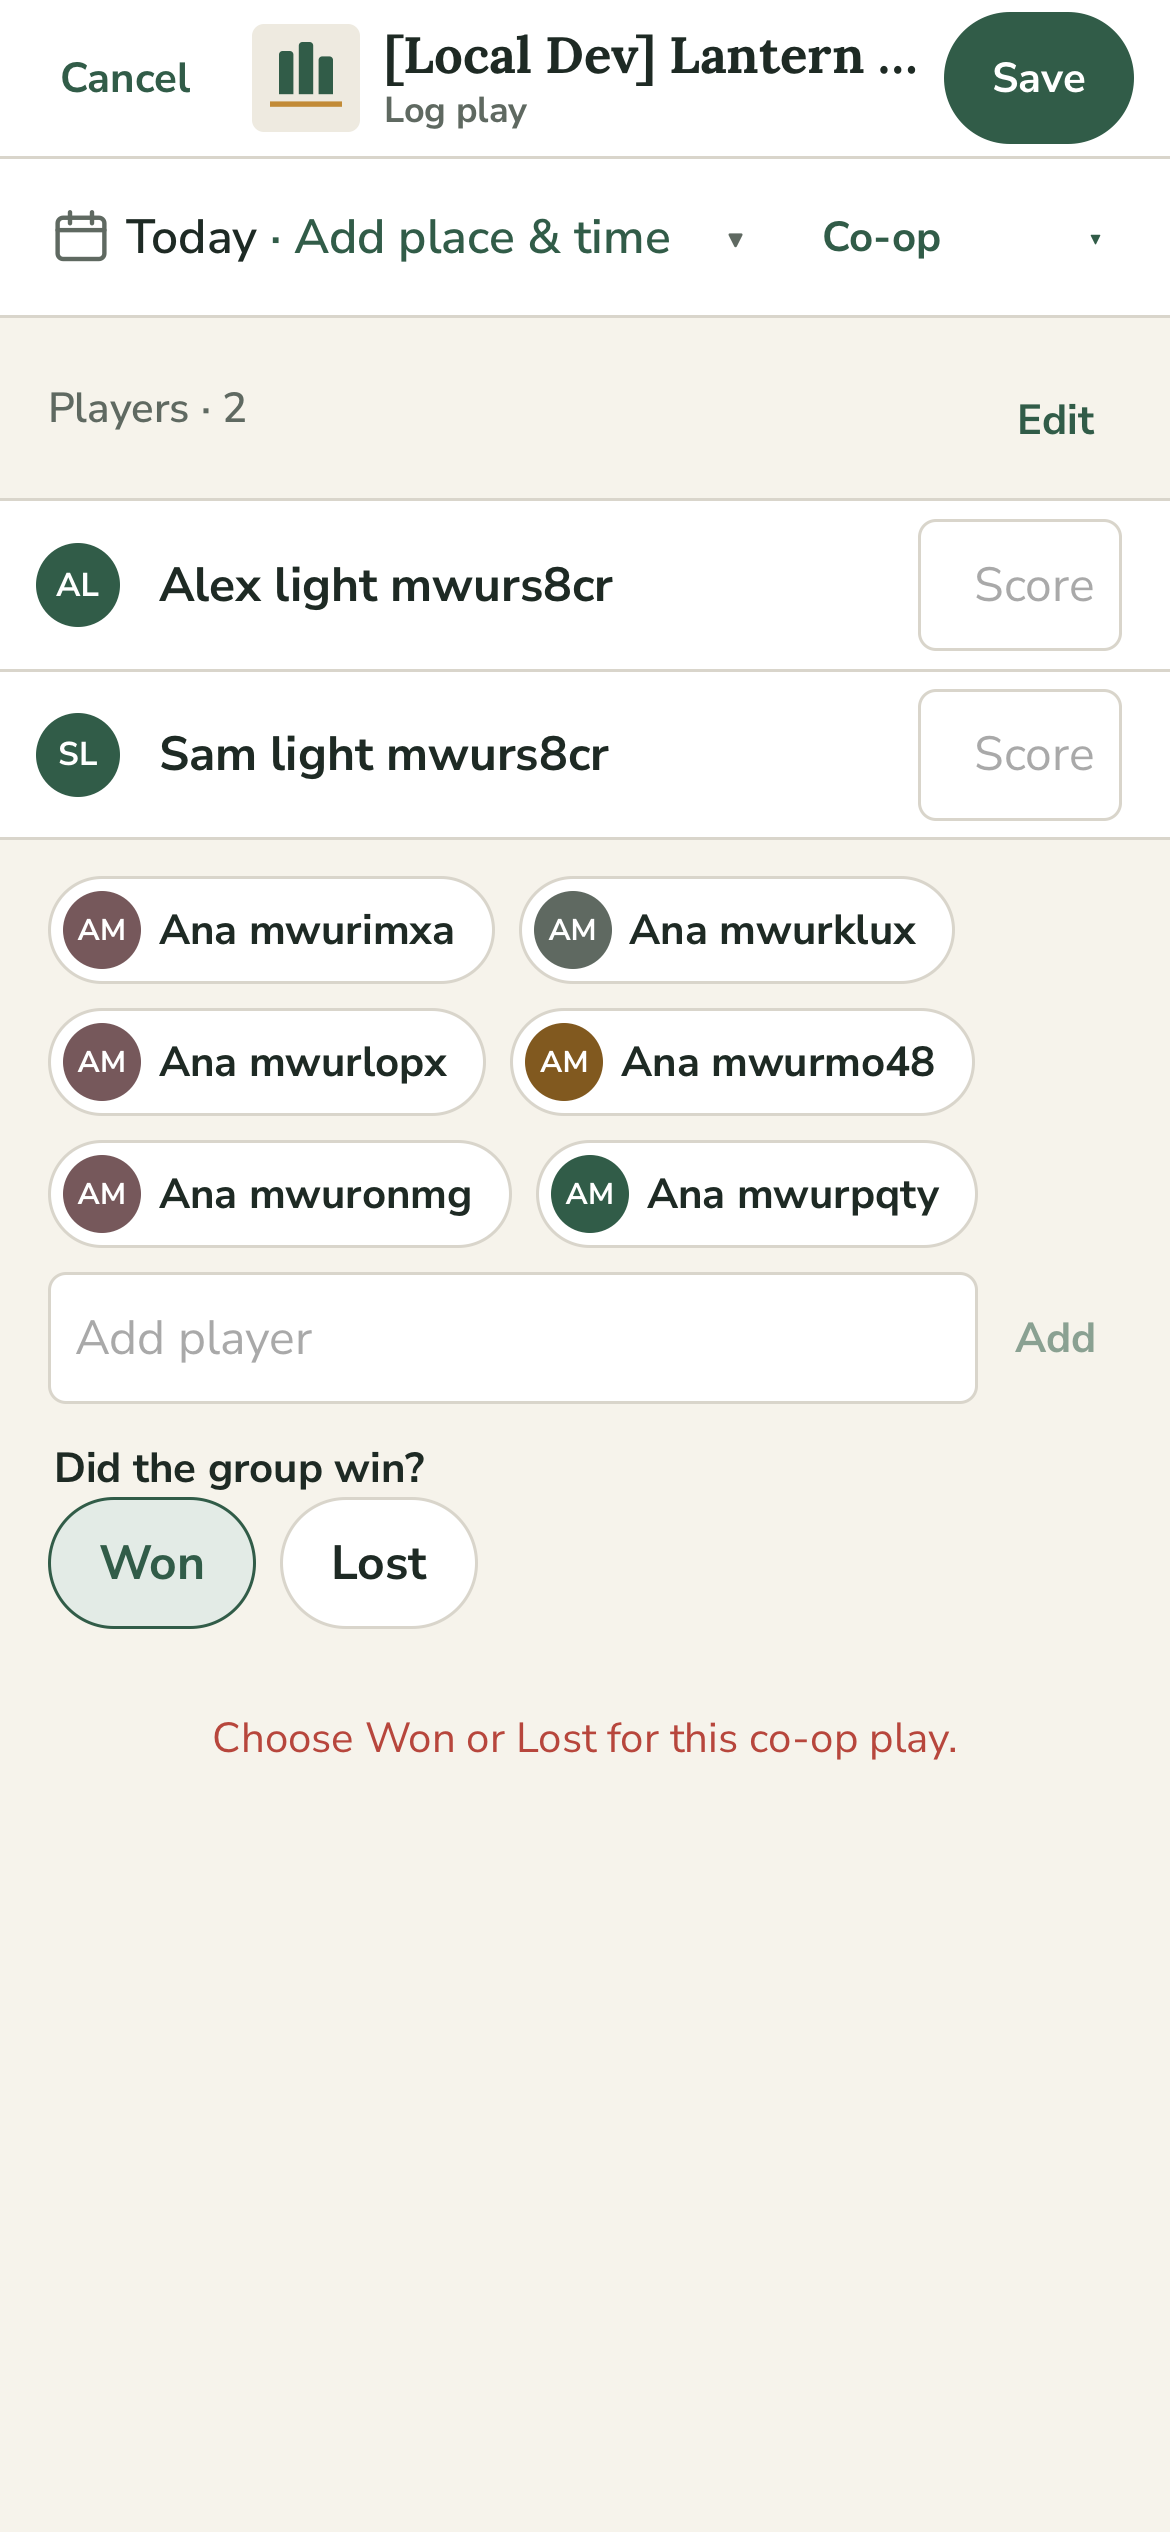 Cancel
[Local Dev] Lantern ...
Log play
Save
Today · Add place & time
Co-op
Players · 2
Edit
AL
Alex light mwurs8cr
Score
SL
Sam light mwurs8cr
Score
AM Ana mwurimxa
AM Ana mwurklux
AM Ana mwurlopx
AM Ana mwurmo48
AM Ana mwuronmg
AM Ana mwurpqty
Add player
Add
Did the group win?
Won
Lost
Choose Won or Lost for this co-op play.